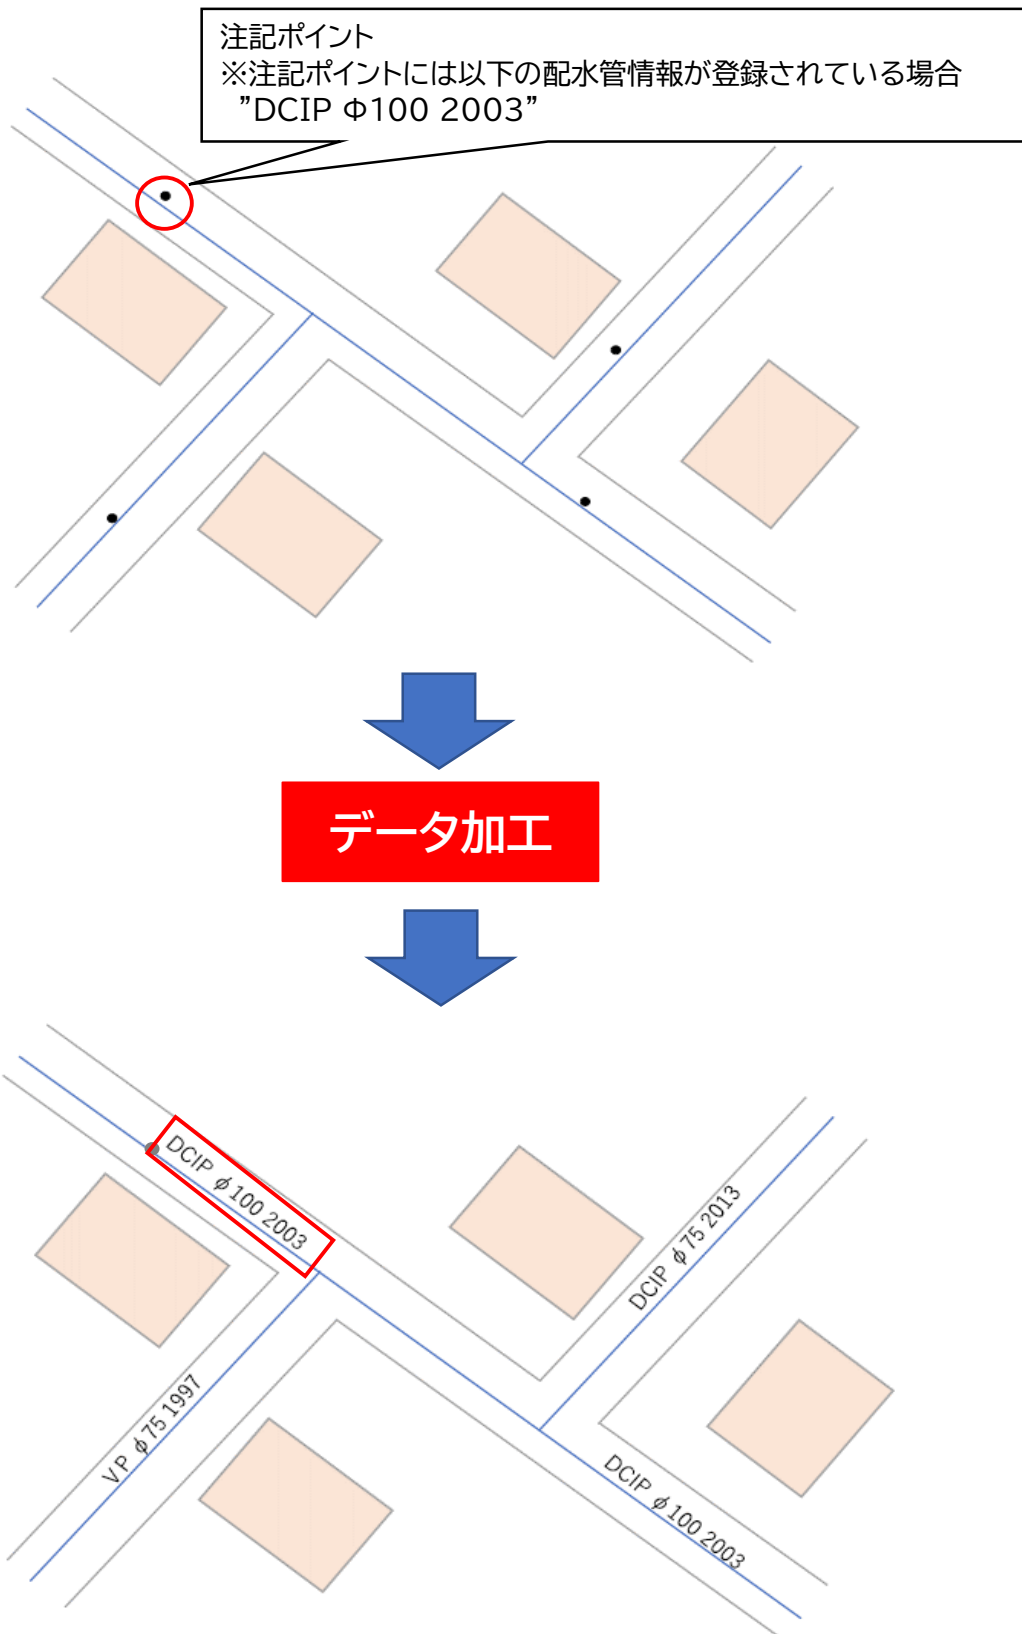 注記ポイント
※注記ポイントには以下の配水管情報が登録されている場合
”DCIP Φ100 2003”
データ加工
DCIP φ100 2003
DCIP φ75 2013
VP φ75 1997
DCIP φ100 2003